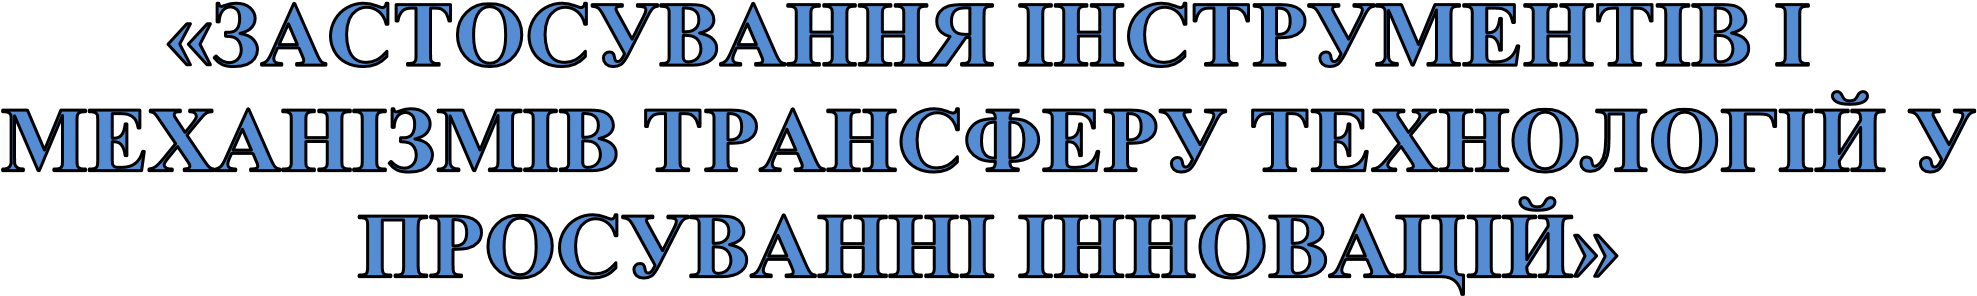 «ЗАСТОСУВАННЯ ІНСТРУМЕНТІВ І
МЕХАНІЗМІВ ТРАНСФЕРУ ТЕХНОЛОГІЙ У
ПРОСУВАННІ ІННОВАЦІЙ»